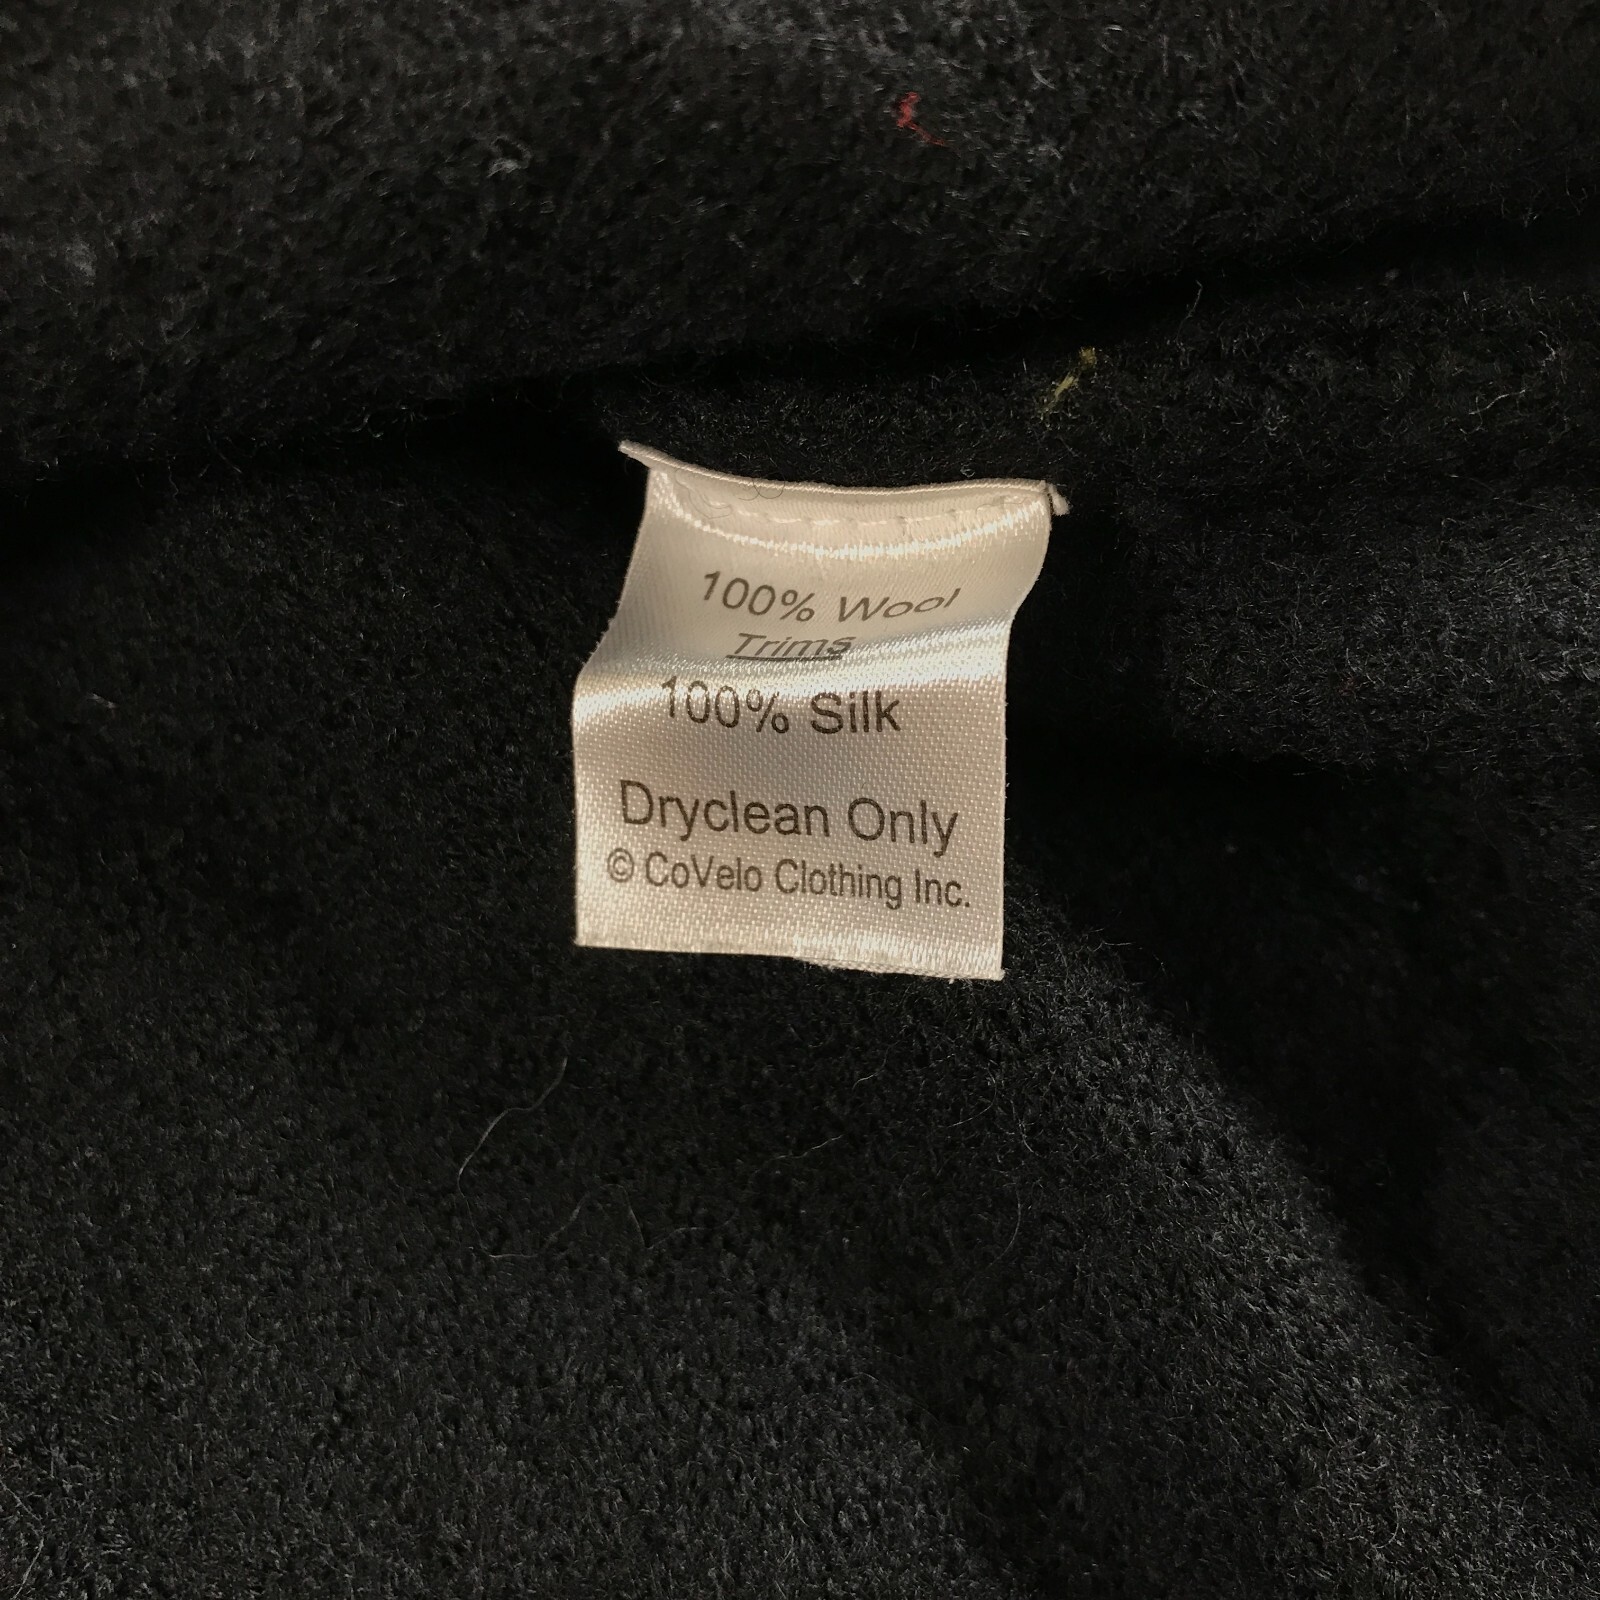 100% Wool
Trims
100% Silk
Dryclean Only
© CoVelo Clothing Inc.